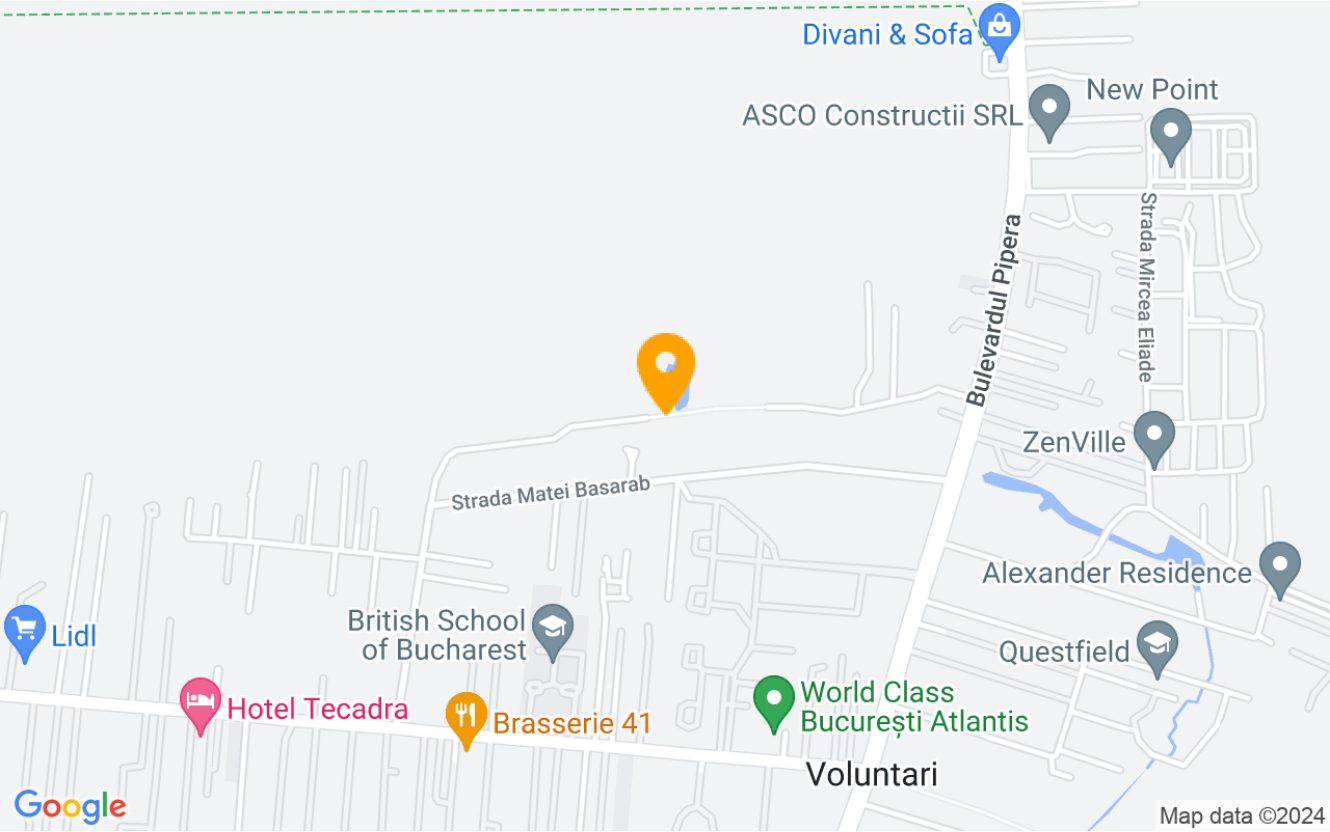 Divani & Sofa
New Point
ASCO Constructii SRL
Strada Mircea Eliade
Bulevardul Pipera
ZenVille
Strada Matei Basarab
Alexander Residence
British School
of Bucharest
Lidl
Questfield
World Class
București Atlantis
Hotel Tecadra
Brasserie 41
Voluntari
Google
Map data ©2024